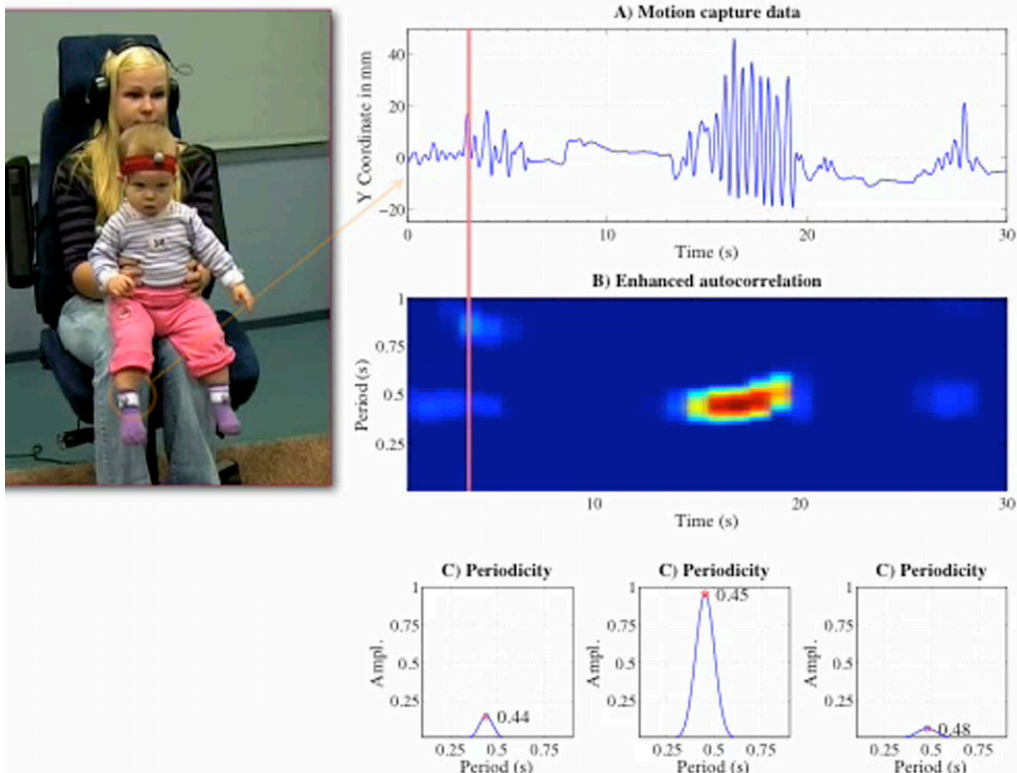 A) Motion capture data
Y Coordinate in mm
40
20
0
−20
0 10 20 30
Time (s)
B) Enhanced autocorrelation
Period (s)
1
0.75
0.5
0.25
10 20 30
Time (s)
C) Periodicity C) Periodicity C) Periodicity
Ampl. Ampl. Ampl.
1 1 1
0.75 0.75 0.75
0.5 0.5 0.5
0.25 0.25 0.25
0.44 0.45 0.48
0.25 0.5 0.75 0.25 0.5 0.75 0.25 0.5 0.75
Period (s) Period (s) Period (s)